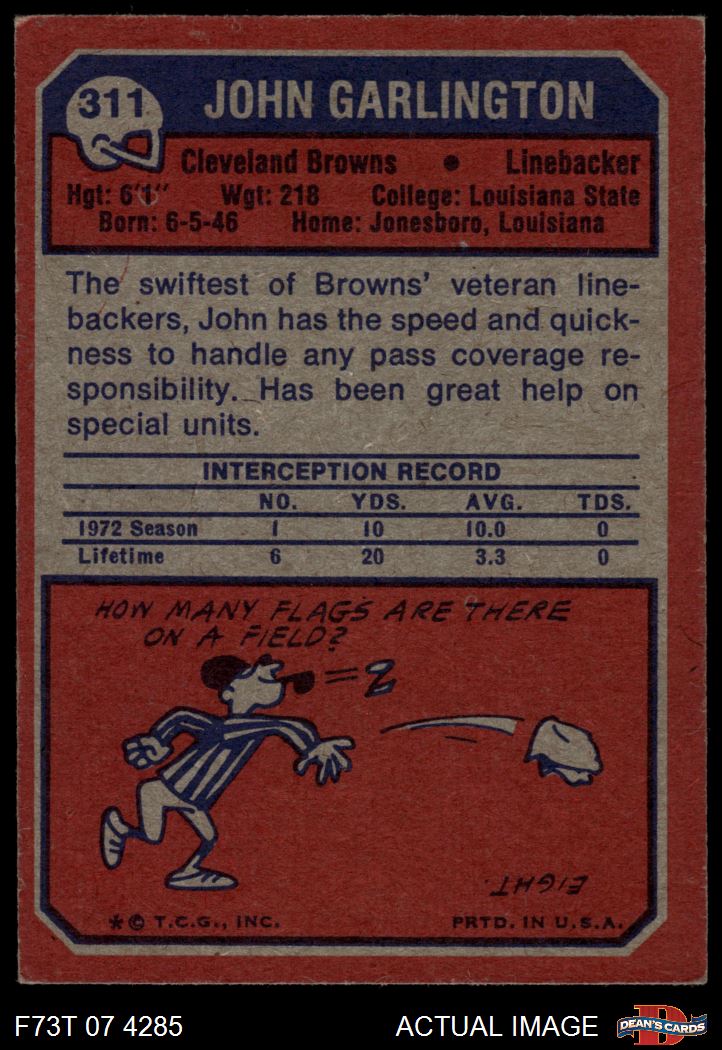 311
JOHN GARLINGTON
Cleveland Browns • Linebacker
Hgt: 6'1" Wgt: 218 College: Louisiana State
Born: 6-5-46 Home: Jonesboro, Louisiana
The swiftest of Browns' veteran line-
backers, John has the speed and quick-
ness to handle any pass coverage re-
sponsibility. Has been great help on
special units.
INTERCEPTION RECORD
NO. YDS. AVG. TDS.
1972 Season 1 10 10.0 0
Lifetime 6 20 3.3 0
HOW MANY FLAGS ARE THERE
ON A FIELD?
EIGHT.
* © T.C.G., INC. PRTD. IN U.S.A.
F73T 07 4285 ACTUAL IMAGE
D
DEAN'S CARDS